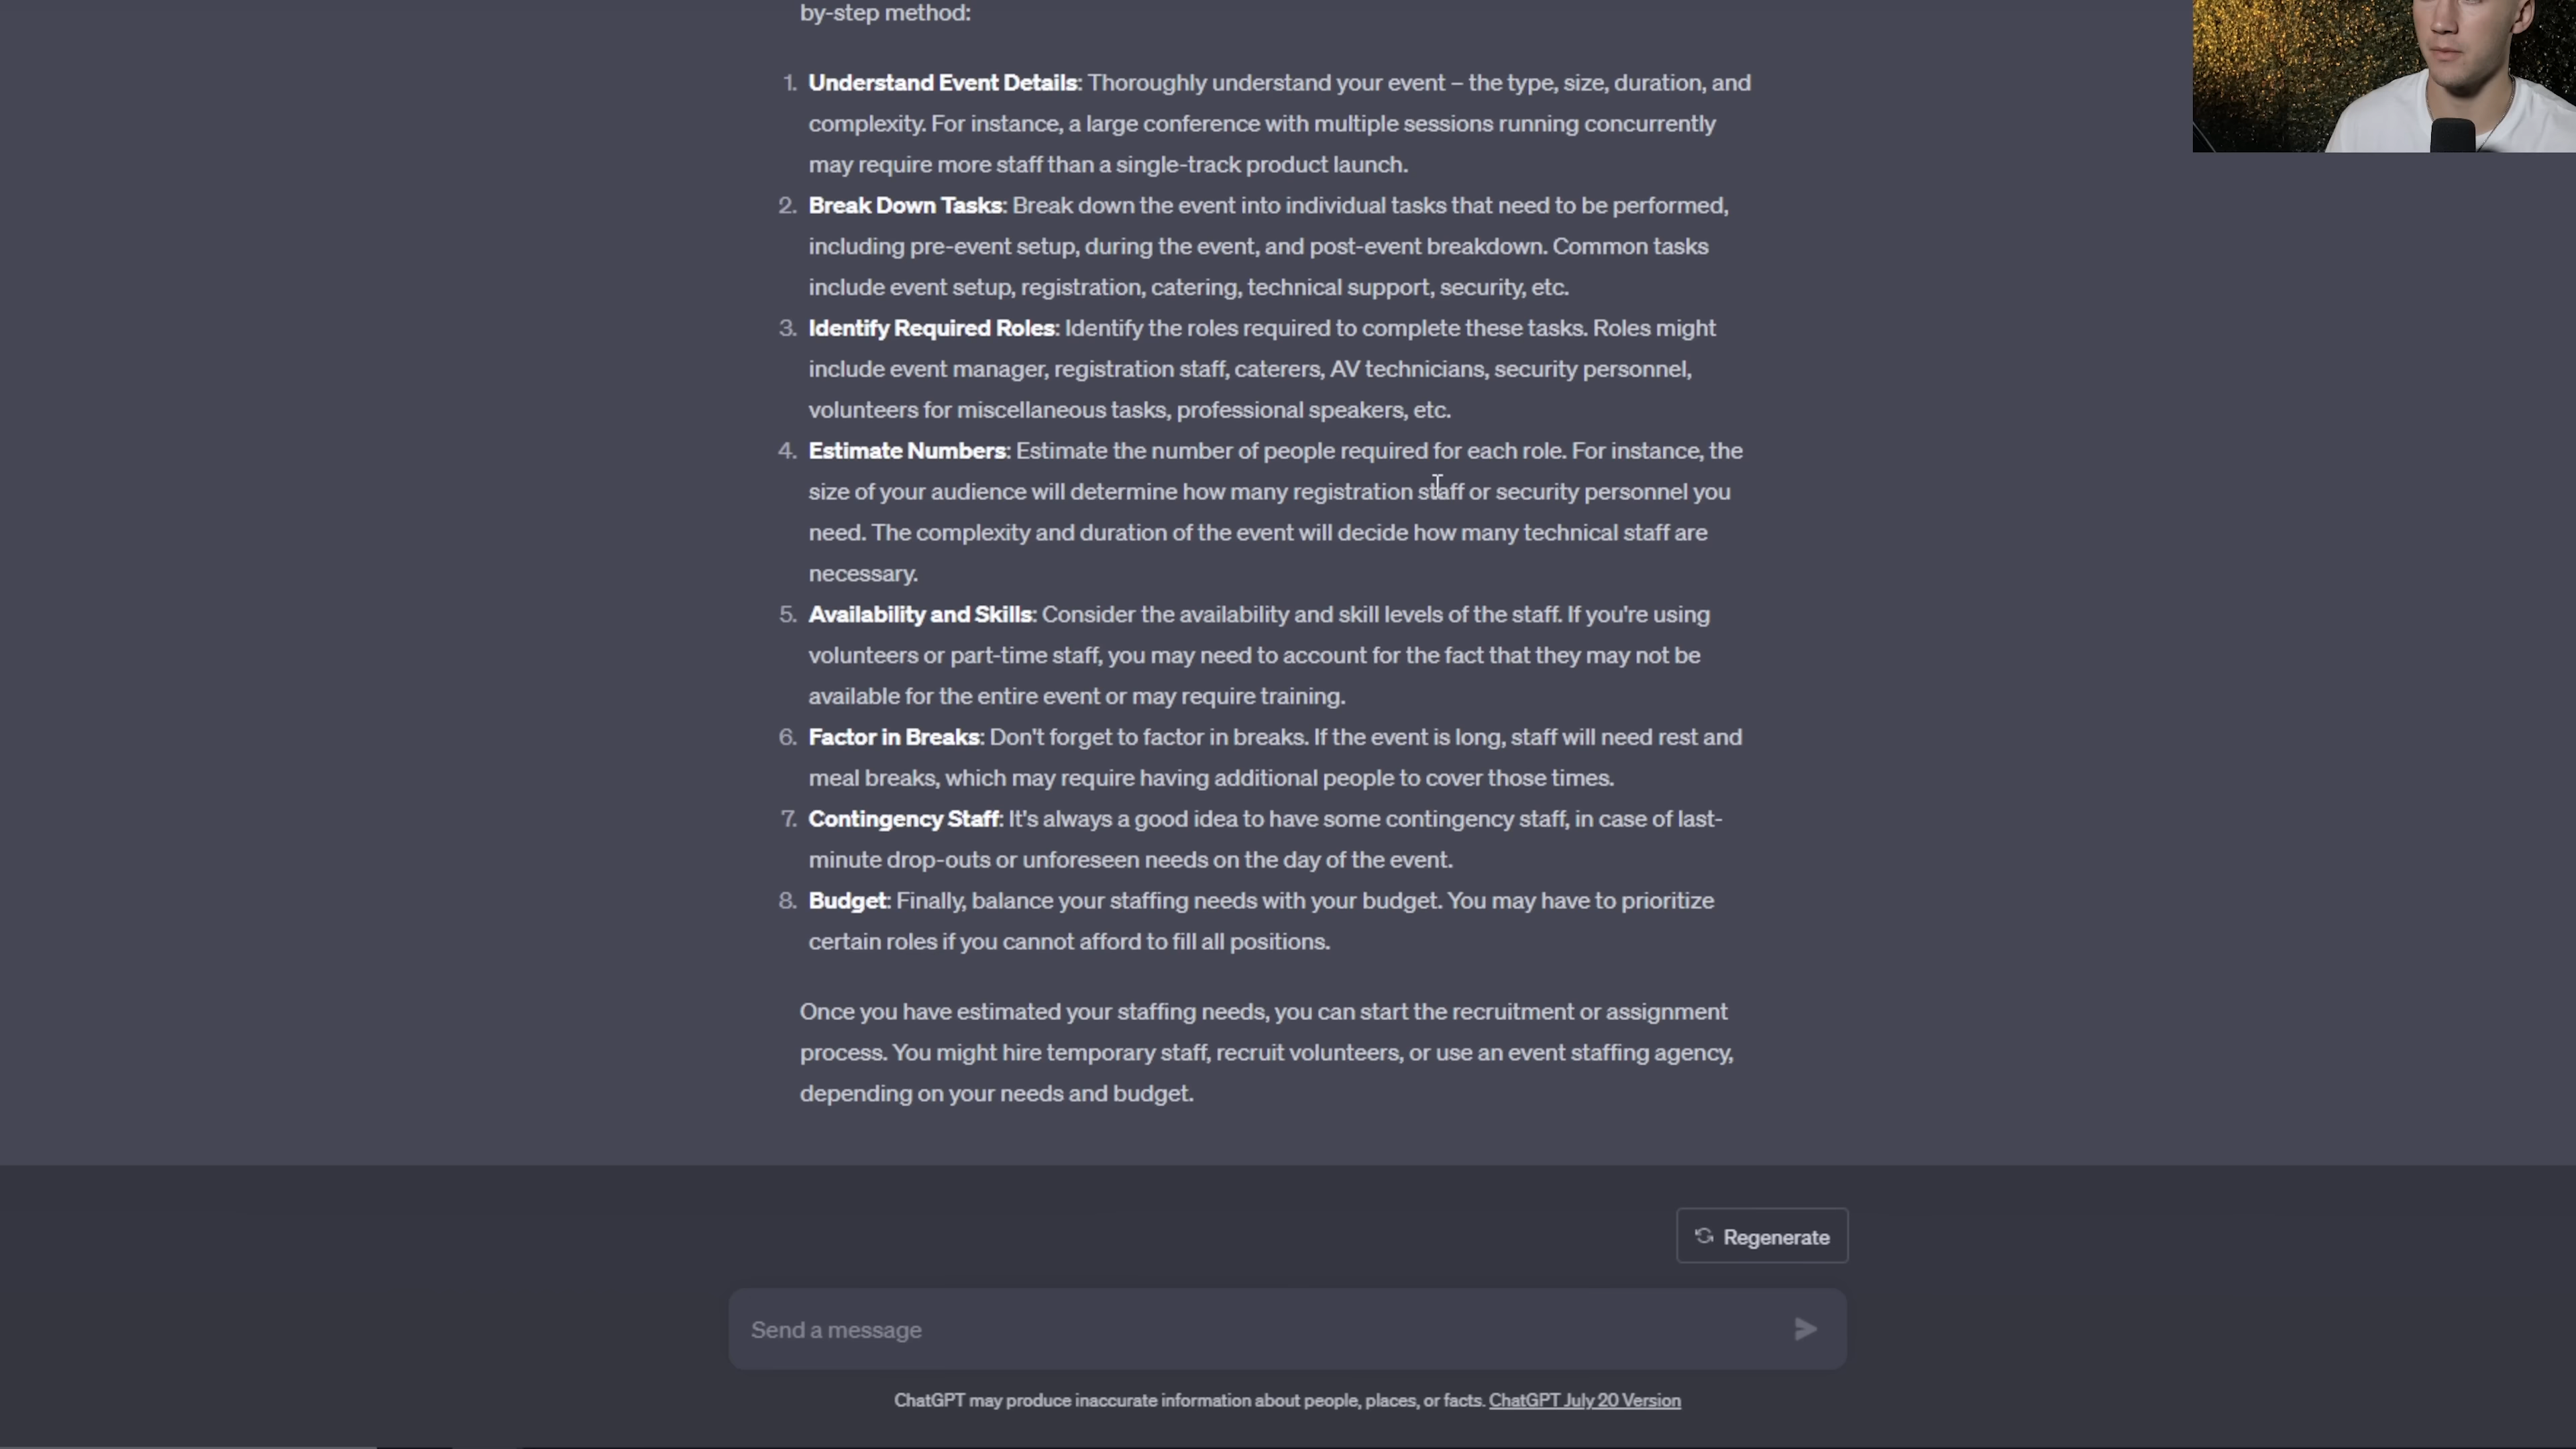 by-step method:
1. Understand Event Details: Thoroughly understand your event – the type, size, duration, and
complexity. For instance, a large conference with multiple sessions running concurrently
may require more staff than a single-track product launch.
2. Break Down Tasks: Break down the event into individual tasks that need to be performed,
including pre-event setup, during the event, and post-event breakdown. Common tasks
include event setup, registration, catering, technical support, security, etc.
3. Identify Required Roles: Identify the roles required to complete these tasks. Roles might
include event manager, registration staff, caterers, AV technicians, security personnel,
volunteers for miscellaneous tasks, professional speakers, etc.
4. Estimate Numbers: Estimate the number of people required for each role. For instance, the
size of your audience will determine how many registration staff or security personnel you
need. The complexity and duration of the event will decide how many technical staff are
necessary.
5. Availability and Skills: Consider the availability and skill levels of the staff. If you're using
volunteers or part-time staff, you may need to account for the fact that they may not be
available for the entire event or may require training.
6. Factor in Breaks: Don't forget to factor in breaks. If the event is long, staff will need rest and
meal breaks, which may require having additional people to cover those times.
7. Contingency Staff: It's always a good idea to have some contingency staff, in case of last-
minute drop-outs or unforeseen needs on the day of the event.
8. Budget: Finally, balance your staffing needs with your budget. You may have to prioritize
certain roles if you cannot afford to fill all positions.
Once you have estimated your staffing needs, you can start the recruitment or assignment
process. You might hire temporary staff, recruit volunteers, or use an event staffing agency,
depending on your needs and budget.
Regenerate
Send a message
ChatGPT may produce inaccurate information about people, places, or facts. ChatGPT July 20 Version